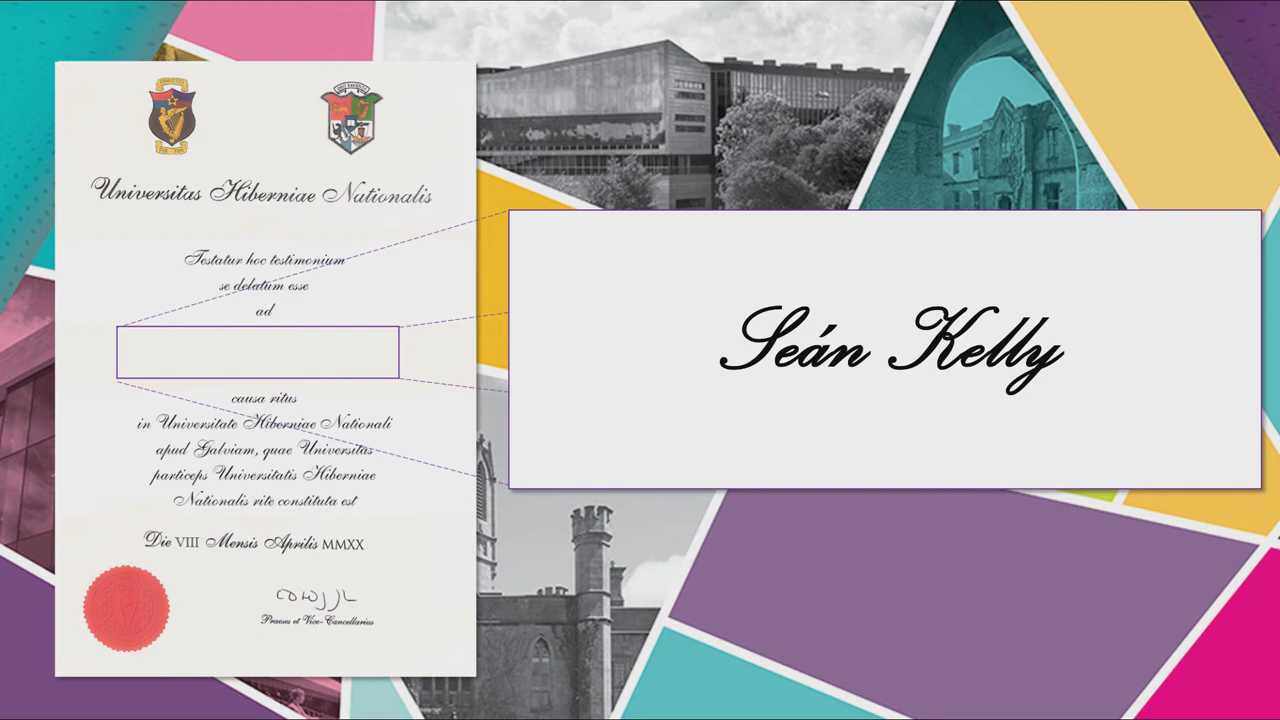 Universitas Hiberniae Nationalis
Testatur hoc testimonium
se delatum esse
ad
causa ritus
in Universitate Hiberniae Nationali
apud Galviam, quae Universitas
particeps Universitatis Hiberniae
Nationalis rite constituta est
Die VIII Mensis Aprilis MMXX
Praeses et Vice-Cancellarius
Seán Kelly